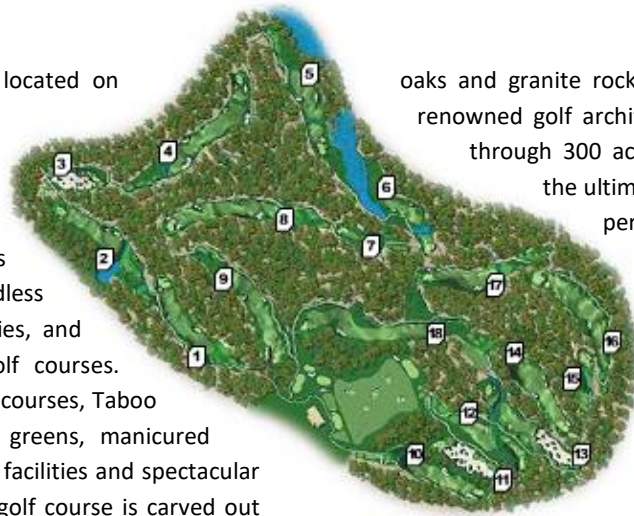 located on
s
dless
ies, and
olf courses.
courses, Taboo
greens, manicured
facilities and spectacular
golf course is carved out
oaks and granite rock
renowned golf archi
through 300 ac
the ultim
per
5
4
3
6
8
7
2
9
17
18
16
1
14
15
12
10
13
11